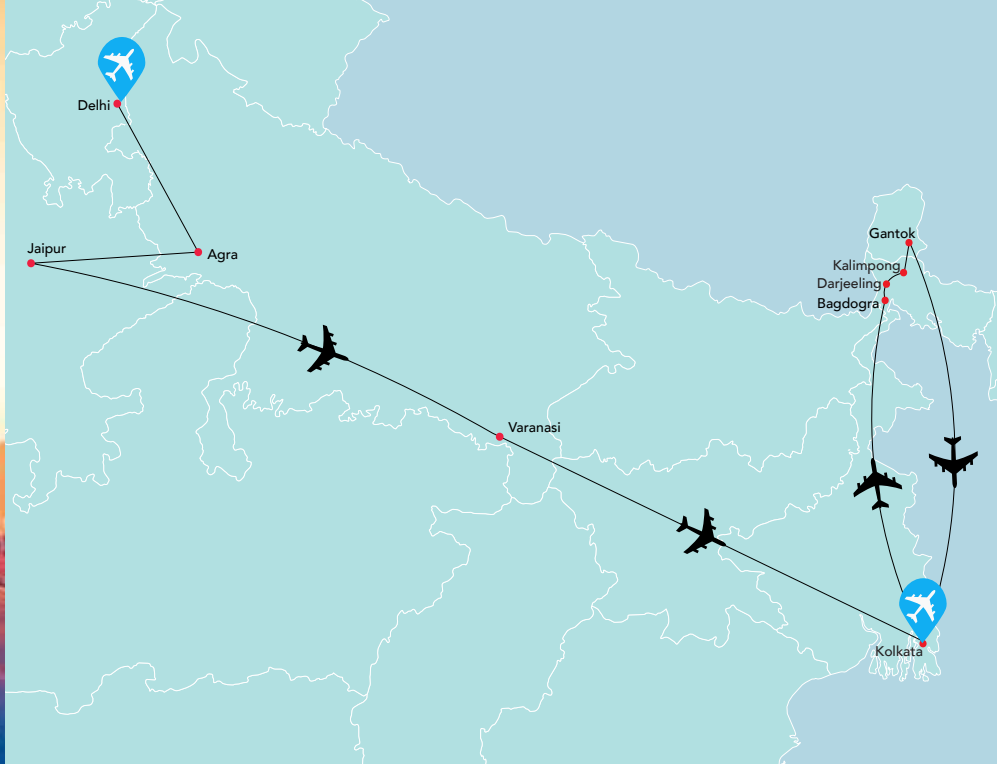 Delhi
Jaipur
Agra
Gantok
Kalimpong
Darjeeling
Bagdogra
Varanasi
Kolkata